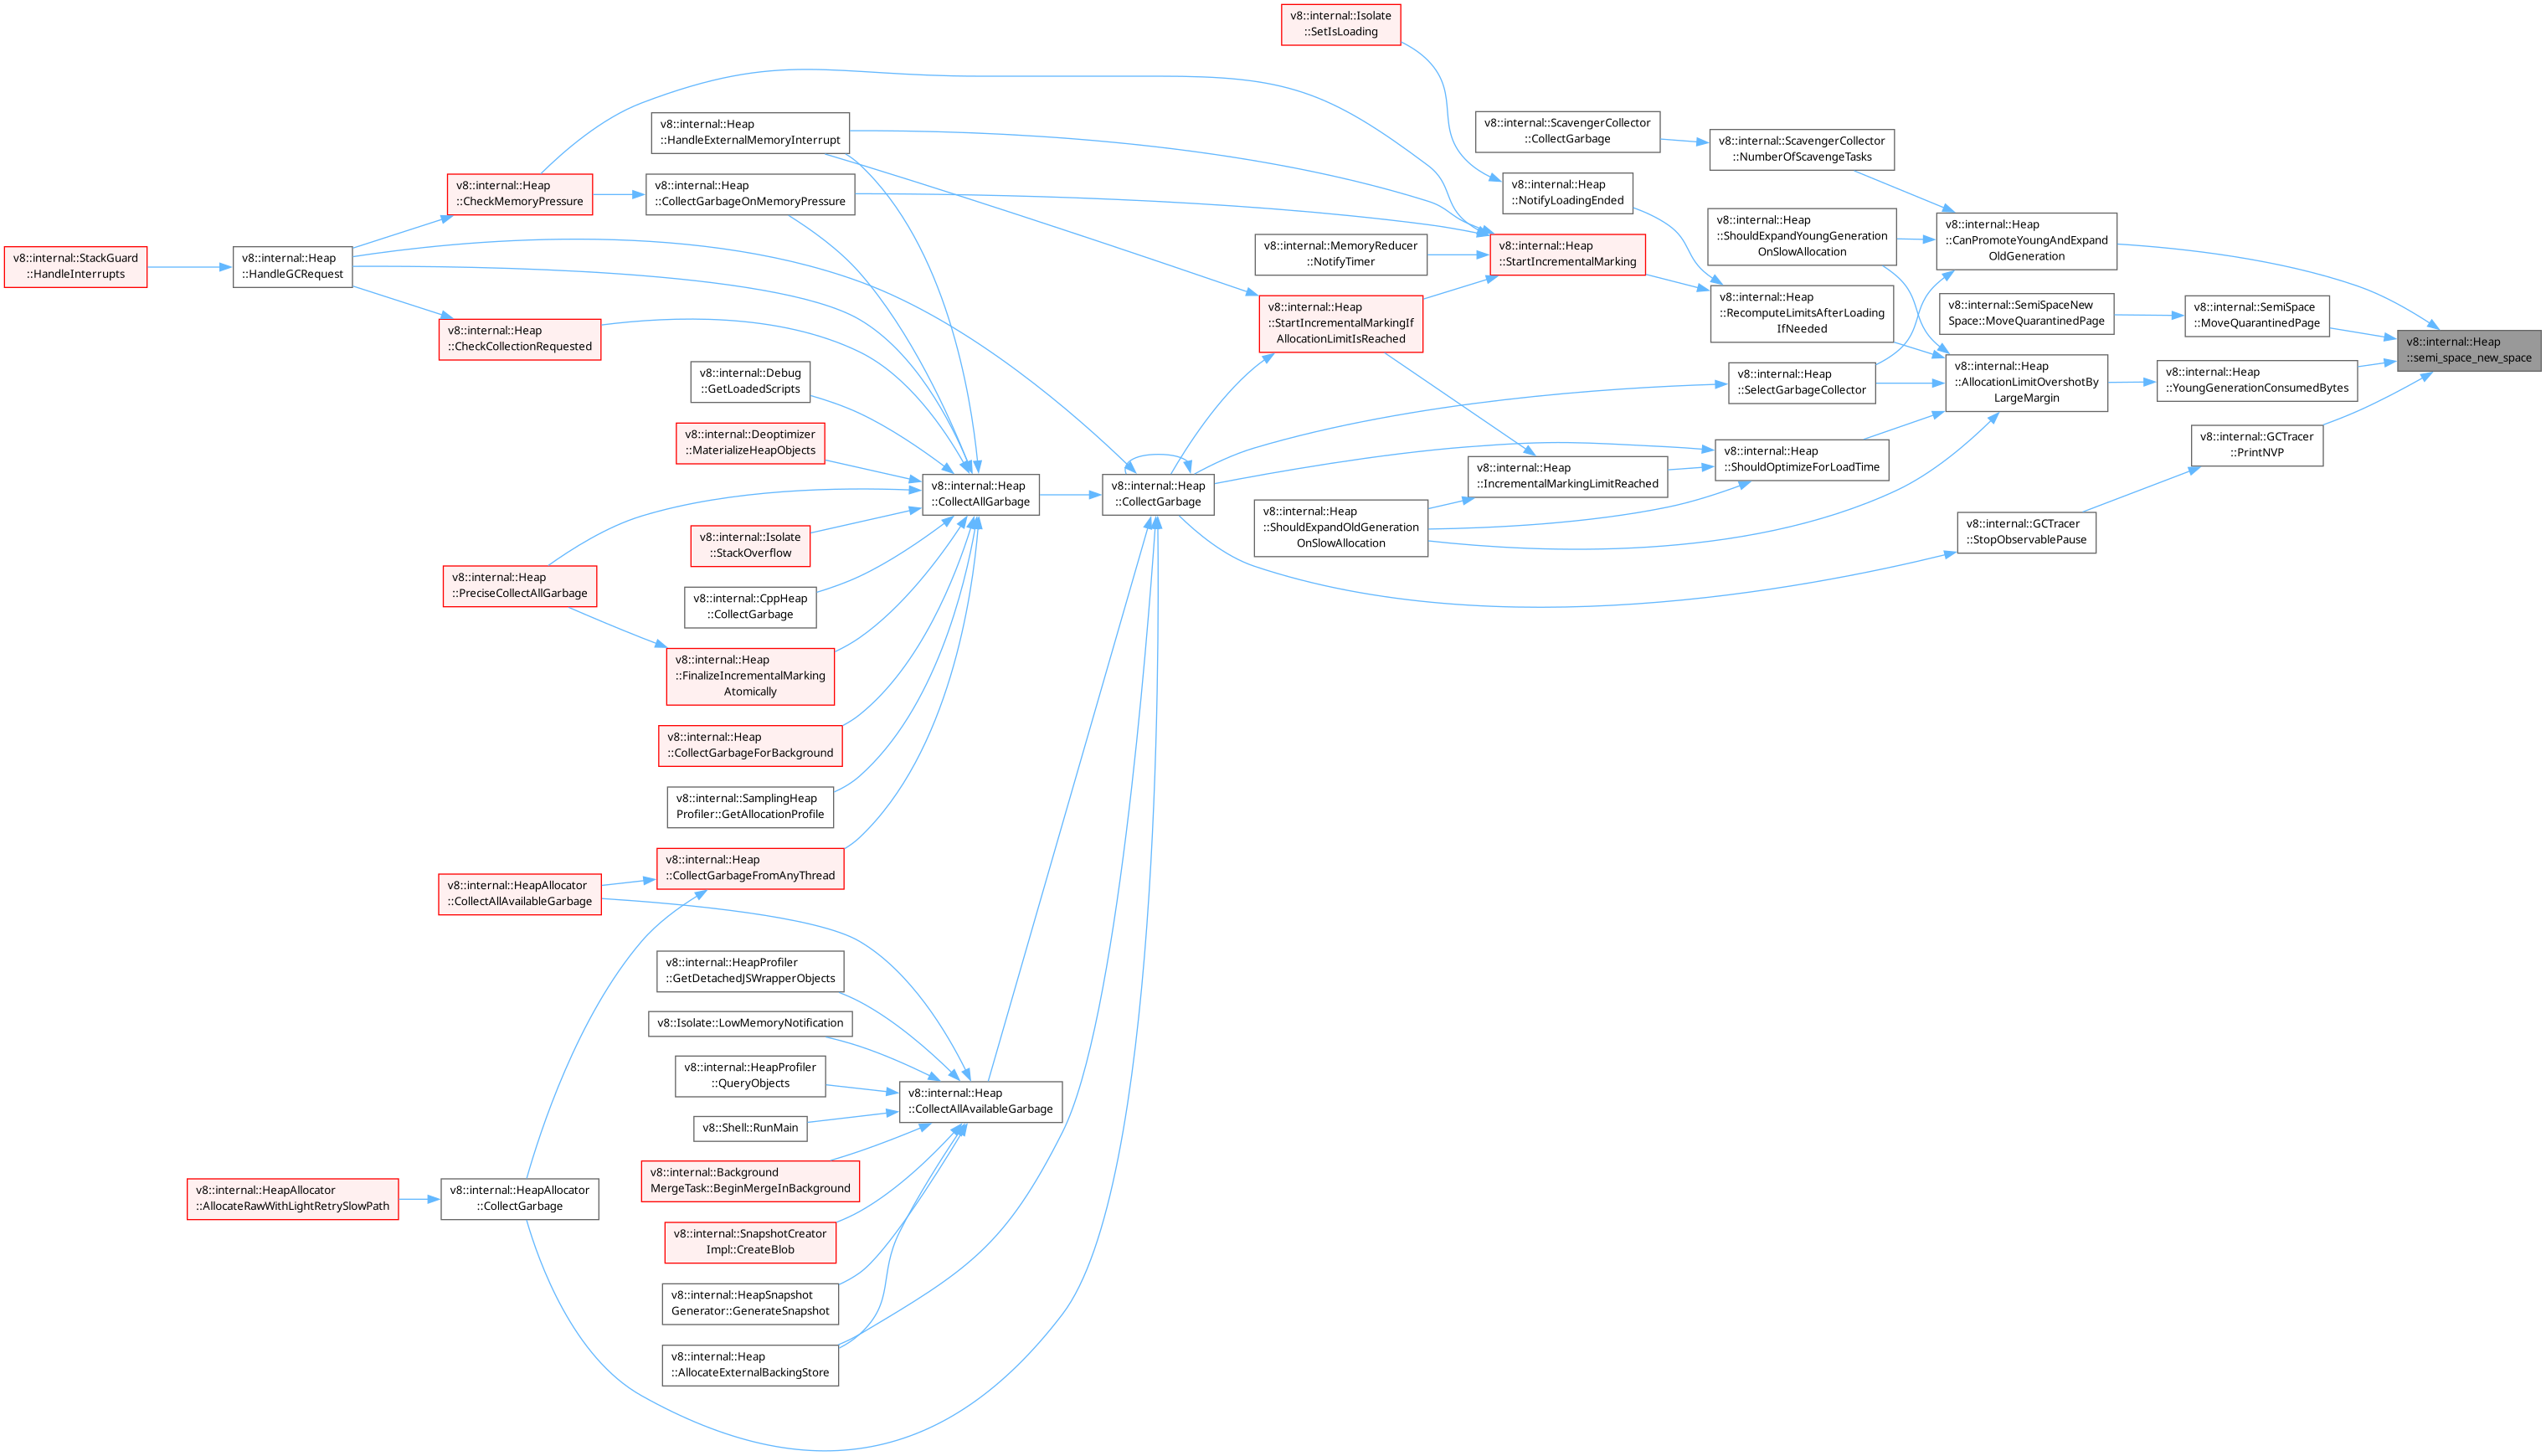 v8::internal::Isolate
::SetIsLoading
v8::internal::Heap
::HandleExternalMemoryInterrupt
v8::internal::ScavengerCollector
::CollectGarbage
v8::internal::ScavengerCollector
::NumberOfScavengeTasks
v8::internal::Heap
::CheckMemoryPressure
v8::internal::Heap
::CollectGarbageOnMemoryPressure
v8::internal::Heap
::NotifyLoadingEnded
v8::internal::Heap
::ShouldExpandYoungGeneration
OnSlowAllocation
v8::internal::Heap
::CanPromoteYoungAndExpand
OldGeneration
v8::internal::StackGuard
::HandleInterrupts
v8::internal::Heap
::HandleGCRequest
v8::internal::MemoryReducer
::NotifyTimer
v8::internal::Heap
::StartIncrementalMarking
v8::internal::Heap
::RecomputeLimitsAfterLoading
IfNeeded
v8::internal::SemiSpaceNew
Space::MoveQuarantinedPage
v8::internal::SemiSpace
::MoveQuarantinedPage
v8::internal::Heap
::semi_space_new_space
v8::internal::Heap
::CheckCollectionRequested
v8::internal::Heap
::StartIncrementalMarkingIf
AllocationLimitIsReached
v8::internal::Debug
::GetLoadedScripts
v8::internal::Heap
::SelectGarbageCollector
v8::internal::Heap
::AllocationLimitOvershotBy
LargeMargin
v8::internal::Heap
::YoungGenerationConsumedBytes
v8::internal::Deoptimizer
::MaterializeHeapObjects
v8::internal::Heap
::ShouldOptimizeForLoadTime
v8::internal::GCTracer
::PrintNVP
v8::internal::Heap
::CollectAllGarbage
v8::internal::Heap
::CollectGarbage
v8::internal::Heap
::IncrementalMarkingLimitReached
v8::internal::Heap
::ShouldExpandOldGeneration
OnSlowAllocation
v8::internal::GCTracer
::StopObservablePause
v8::internal::Isolate
::StackOverflow
v8::internal::Heap
::PreciseCollectAllGarbage
v8::internal::CppHeap
::CollectGarbage
v8::internal::Heap
::FinalizeIncrementalMarking
Atomically
v8::internal::Heap
::CollectGarbageForBackground
v8::internal::SamplingHeap
Profiler::GetAllocationProfile
v8::internal::Heap
::CollectGarbageFromAnyThread
v8::internal::HeapAllocator
::CollectAllAvailableGarbage
v8::internal::HeapProfiler
::GetDetachedJSWrapperObjects
v8::Isolate::LowMemoryNotification
v8::internal::HeapProfiler
::QueryObjects
v8::internal::Heap
::CollectAllAvailableGarbage
v8::Shell::RunMain
v8::internal::Background
MergeTask::BeginMergeInBackground
v8::internal::HeapAllocator
::AllocateRawWithLightRetrySlowPath
v8::internal::HeapAllocator
::CollectGarbage
v8::internal::SnapshotCreator
Impl::CreateBlob
v8::internal::HeapSnapshot
Generator::GenerateSnapshot
v8::internal::Heap
::AllocateExternalBackingStore